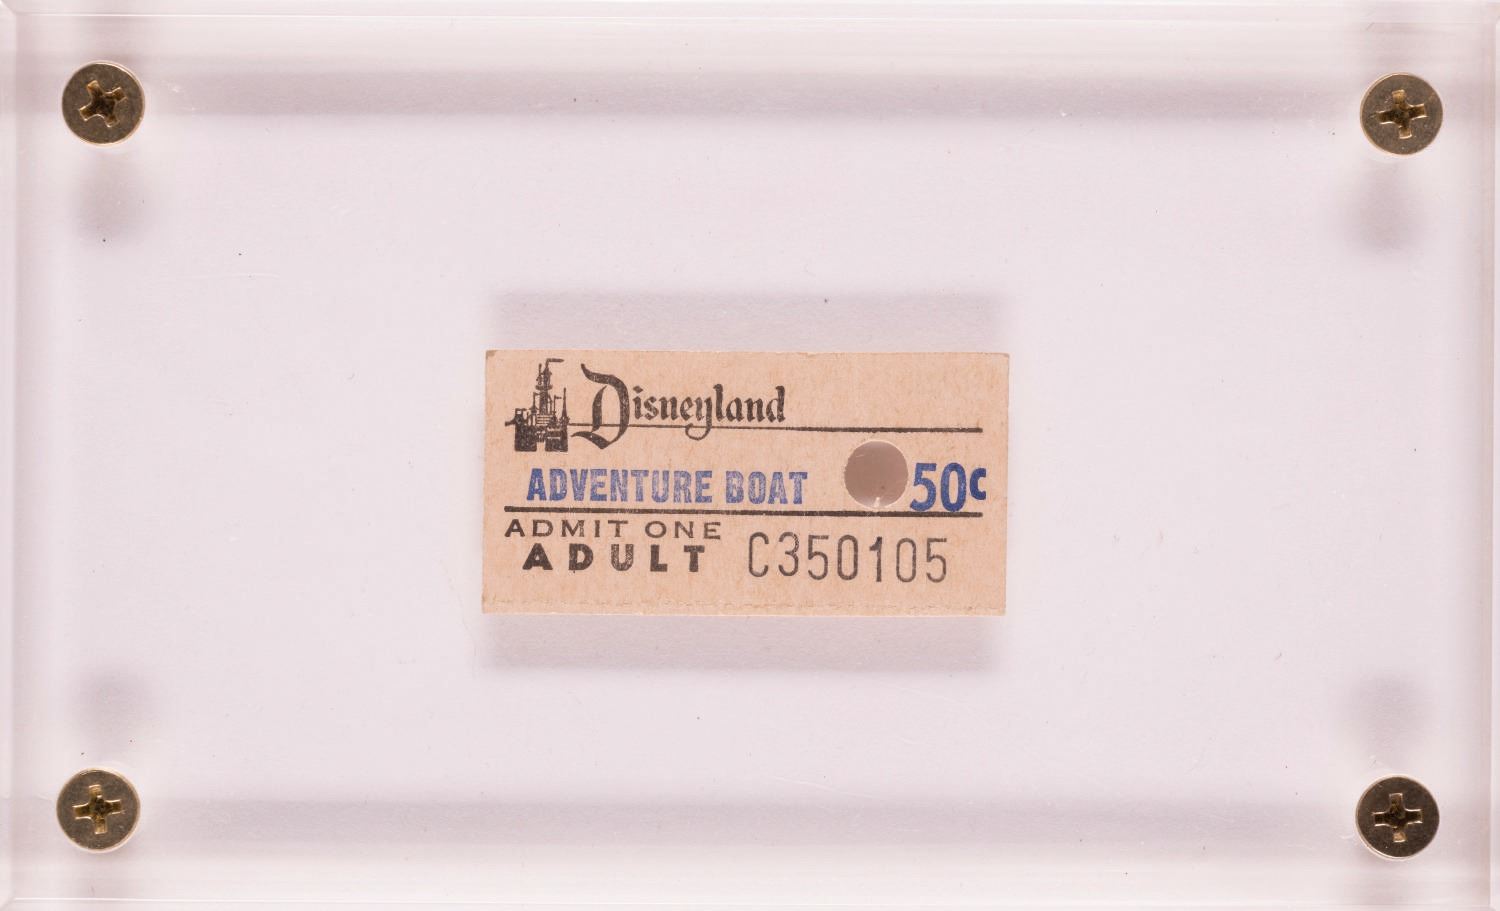 Disneyland
ADVENTURE BOAT 50c
ADMIT ONE
ADULT C350105